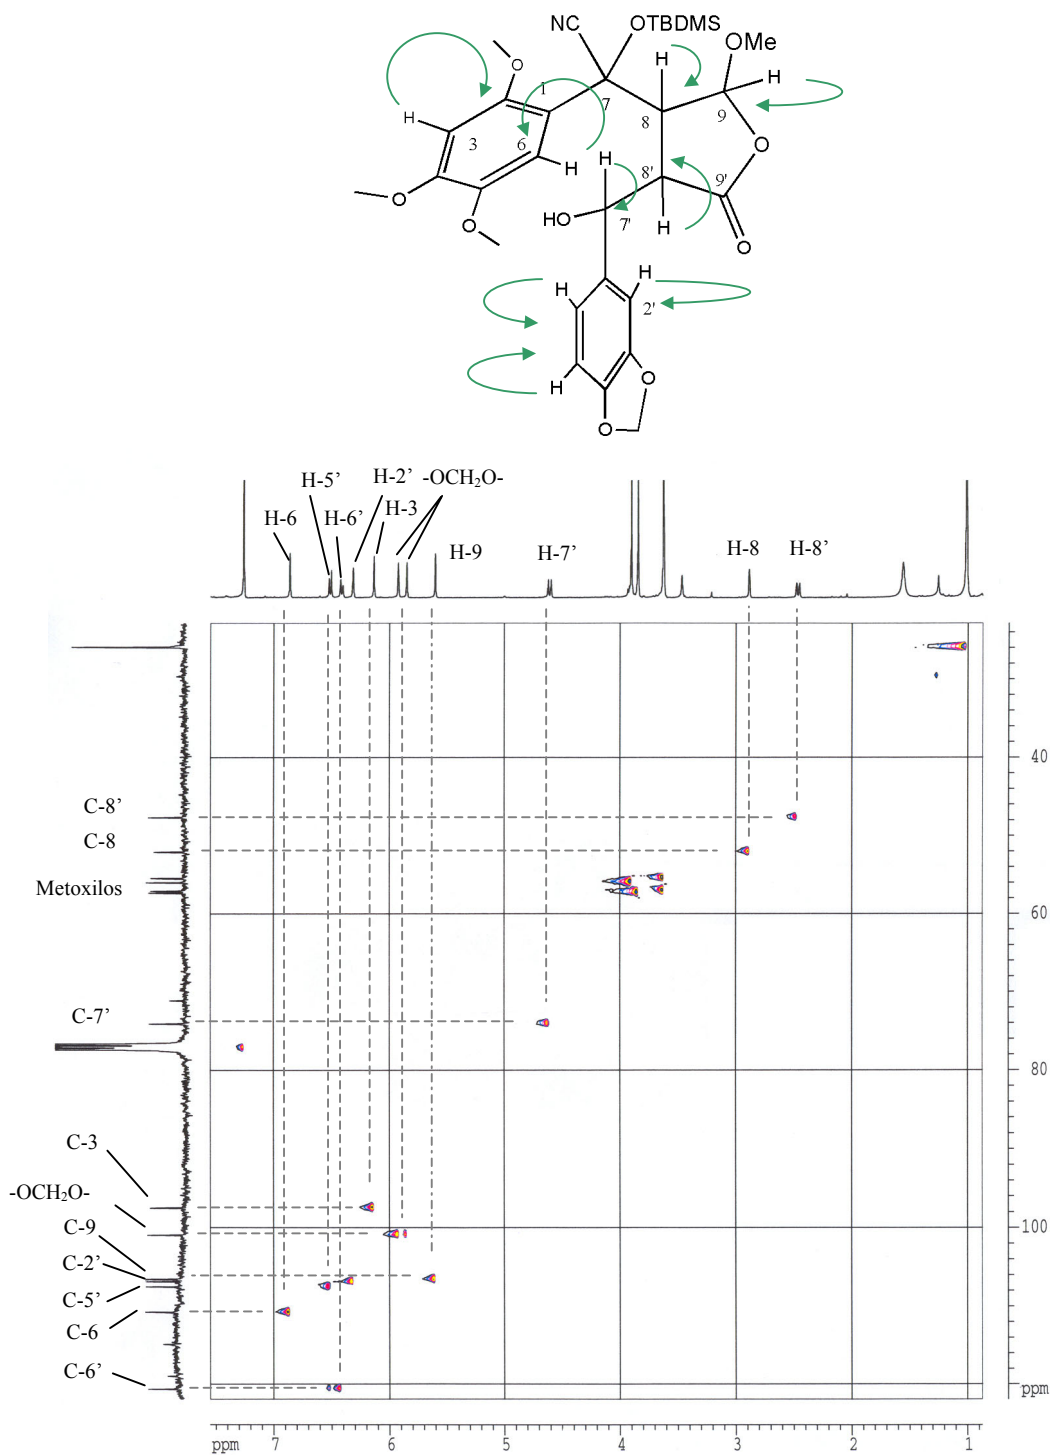 NC OTBDMS
H OMe
O H
1
7 9
H 8
3 6 O
H H
8' 9'
O HO
O 7' H O
H H
2'
H O
O
H-5’ H-2’ -OCH₂O-
H-6 H-6’ H-3
H-9 H-7’ H-8 H-8’
40
C-8’
C-8
Metoxilos
60
C-7’
80
C-3
-OCH₂O-
100
C-9
C-2’
C-5’
C-6
C-6’
ppm
ppm 7 6 5 4 3 2 1